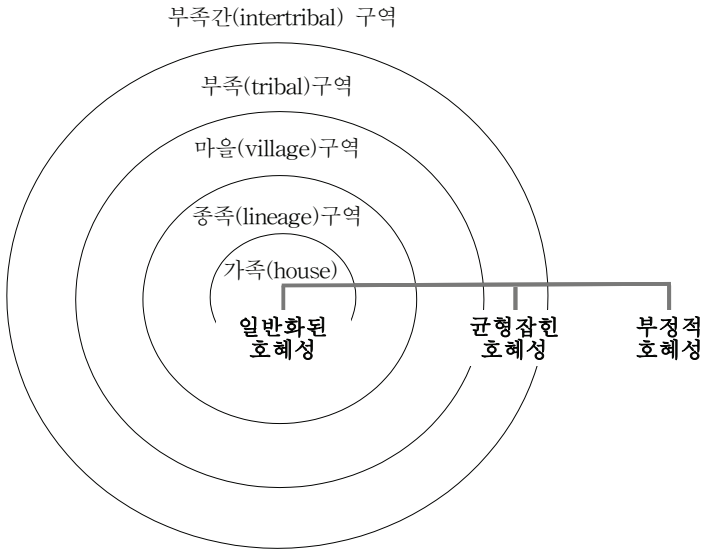 부족간(intertribal) 구역
부족(tribal)구역
마을(village)구역
종족(lineage)구역
가족(house)
일반화된
호혜성
균형잡힌
호혜성
부정적
호혜성